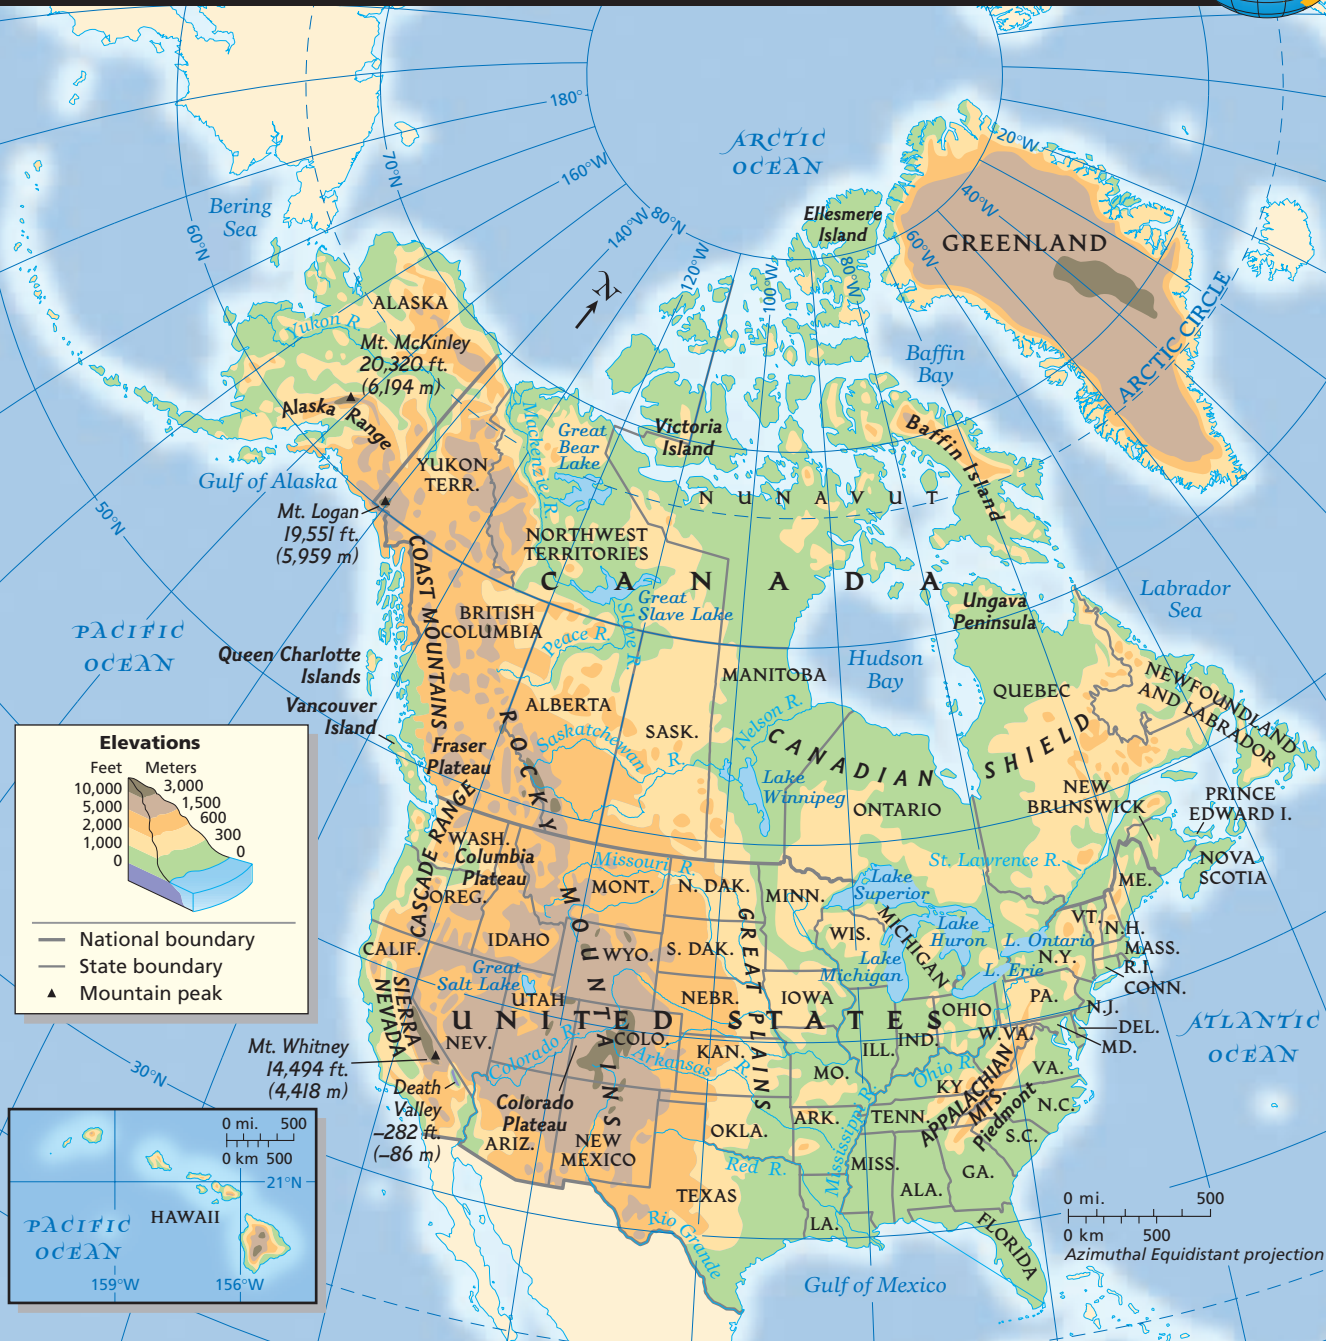 180°
70°N
160°W
140°W
80°N
120°W
100°W
80°W
60°W
40°W
20°W
60°N
50°N
30°N
ARCTIC
OCEAN
Bering
Sea
Ellesmere
Island
GREENLAND
ARCTIC CIRCLE
N
ALASKA
Yukon R.
Mt. McKinley
20,320 ft.
(6,194 m)
Alaska Range
Baffin
Bay
Baffin Island
Victoria
Island
Great
Bear
Lake
Mackenzie R.
YUKON
TERR.
Gulf of Alaska
Mt. Logan
19,551 ft.
(5,959 m)
NUNAVUT
NORTHWEST
TERRITORIES
CANADA
Great
Slave Lake
Slave R.
Ungava
Peninsula
Labrador
Sea
COAST MOUNTAINS
BRITISH
COLUMBIA
Peace R.
PACIFIC
OCEAN
Queen Charlotte
Islands
Vancouver
Island
Hudson
Bay
MANITOBA
QUEBEC
NEWFOUNDLAND
AND LABRADOR
ALBERTA
SASK.
Saskatchewan R.
Nelson R.
CANADIAN SHIELD
Fraser
Plateau
ROCKY MOUNTAINS
Lake
Winnipeg
ONTARIO
NEW
BRUNSWICK
PRINCE
EDWARD I.
NOVA
SCOTIA
Elevations
Feet Meters
10,000 3,000
5,000 1,500
2,000 600
1,000 300
0 0
National boundary
State boundary
Mountain peak
CASCADE RANGE
WASH.
Columbia
Plateau
OREG.
Missouri R.
MONT.
N. DAK.
MINN.
St. Lawrence R.
Lake
Superior
ME.
VT.
N.H.
MASS.
R.I.
CONN.
CALIF.
IDAHO
WYO.
S. DAK.
GREAT PLAINS
WIS.
MICHIGAN
Lake
Huron
L. Ontario
N.Y.
Lake
Michigan
L. Erie
SIERRA
NEVADA
Great
Salt Lake
UTAH
NEBR.
IOWA
OHIO
PA.
N.J.
DEL.
MD.
UNITED STATES
ATLANTIC
OCEAN
NEV.
Colorado R.
COLO.
Arkansas R.
KAN.
MO.
ILL.
IND.
W. VA.
VA.
Ohio R.
KY.
Mt. Whitney
14,494 ft.
(4,418 m)
Death
Valley
–282 ft.
(–86 m)
Colorado
Plateau
ARIZ.
NEW
MEXICO
OKLA.
ARK.
TENN.
APPALACHIAN
MTS.
Piedmont
N.C.
S.C.
Red R.
Mississippi R.
MISS.
ALA.
GA.
TEXAS
LA.
FLORIDA
Rio Grande
Gulf of Mexico
0 mi. 500
0 km 500
Azimuthal Equidistant projection
0 mi. 500
0 km 500
21°N
HAWAII
PACIFIC
OCEAN
159°W
156°W